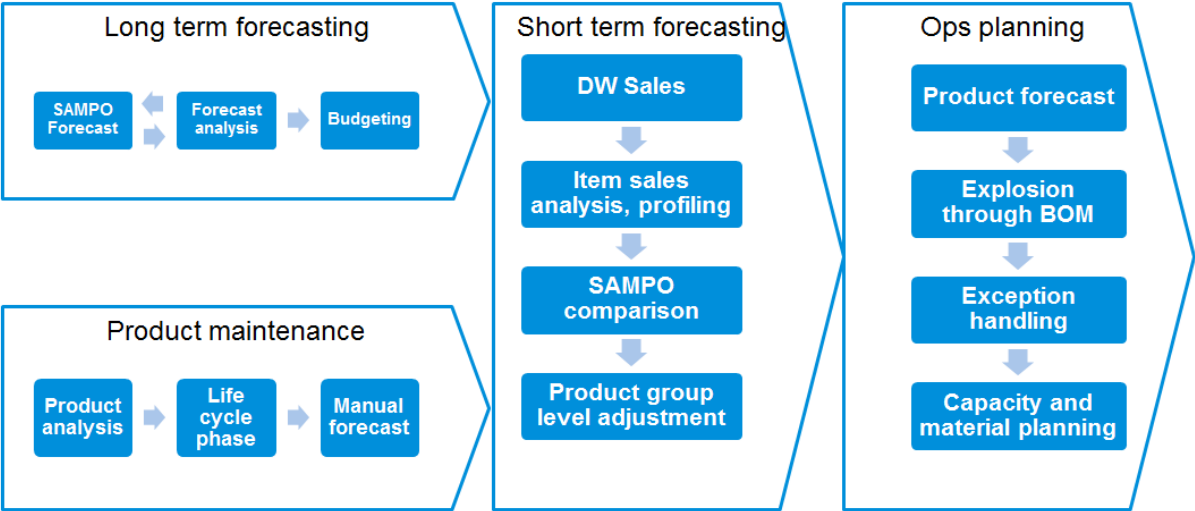 Long term forecasting
SAMPO
Forecast
Forecast
analysis
Budgeting
Product maintenance
Product
analysis
Life
cycle
phase
Manual
forecast
Short term forecasting
DW Sales
Item sales
analysis, profiling
SAMPO
comparison
Product group
level adjustment
Ops planning
Product forecast
Explosion
through BOM
Exception
handling
Capacity and
material planning